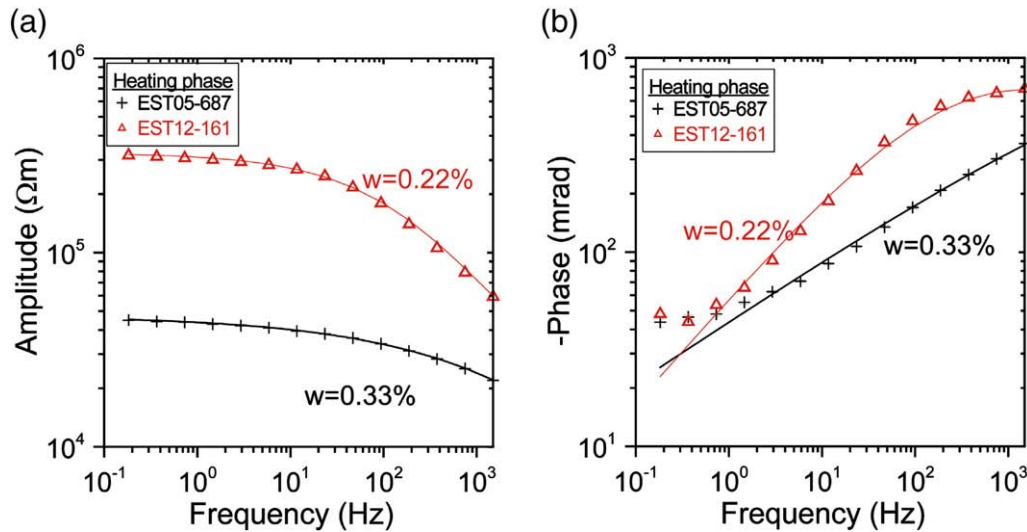 (a)
10^6
Heating phase
EST05-687
EST12-161
w=0.22%
10^5
w=0.33%
10^4
Amplitude (Ωm)
10^-1 10^0 10^1 10^2 10^3
Frequency (Hz)
(b)
10^3
Heating phase
EST05-687
EST12-161
w=0.22%
10^2
w=0.33%
10^1
-Phase (mrad)
10^-1 10^0 10^1 10^2 10^3
Frequency (Hz)